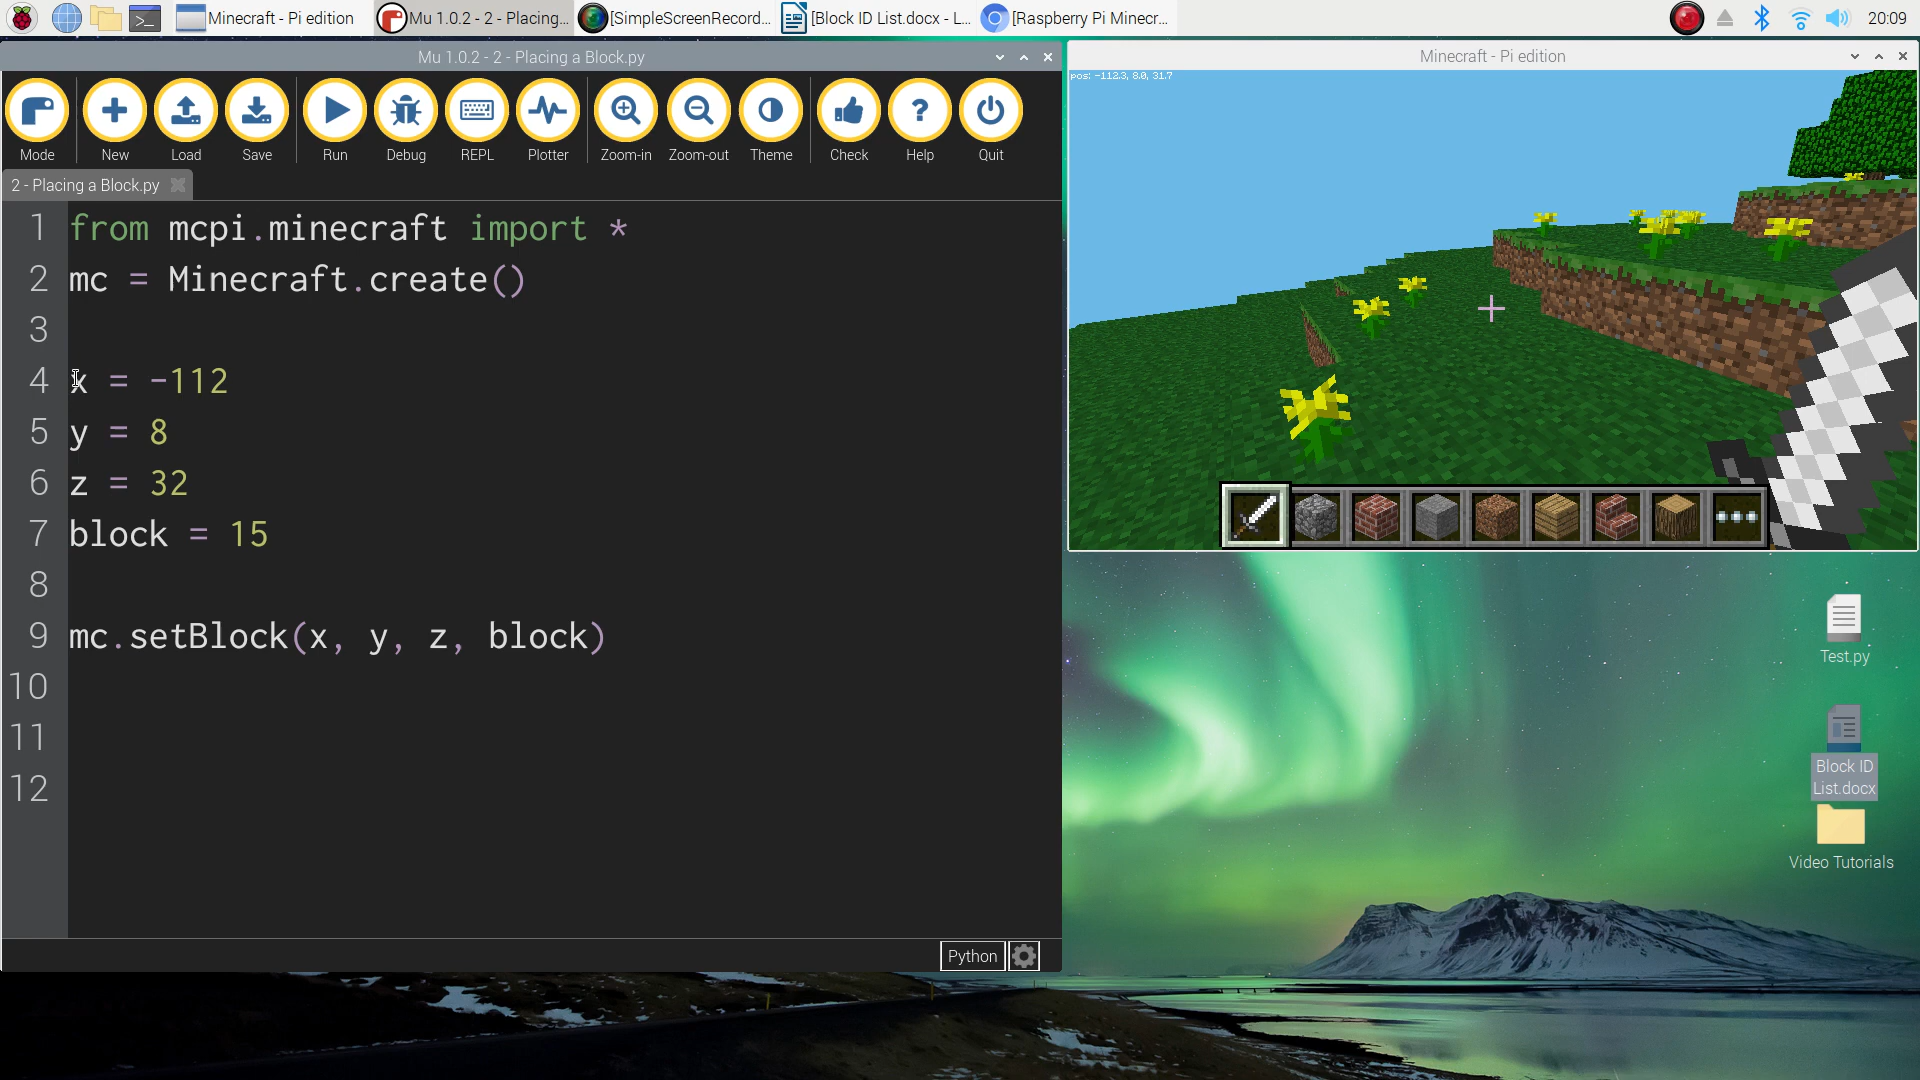 Minecraft - Pi edition
Mu 1.0.2 - 2 - Placing...
[SimpleScreenRecord...
[Block ID List.docx - L...
[Raspberry Pi Minecr...
20:09
Mu 1.0.2 - 2 - Placing a Block.py
Mode
New
Load
Save
Run
Debug
REPL
Plotter
Zoom-in
Zoom-out
Theme
Check
Help
Quit
2 - Placing a Block.py
1 from mcpi.minecraft import *
2 mc = Minecraft.create()
3
4 x = -112
5 y = 8
6 z = 32
7 block = 15
8
9 mc.setBlock(x, y, z, block)
10
11
12
Python
Minecraft - Pi edition
pos: -112.3, 8.0, 31.7
Test.py
Block ID
List.docx
Video Tutorials